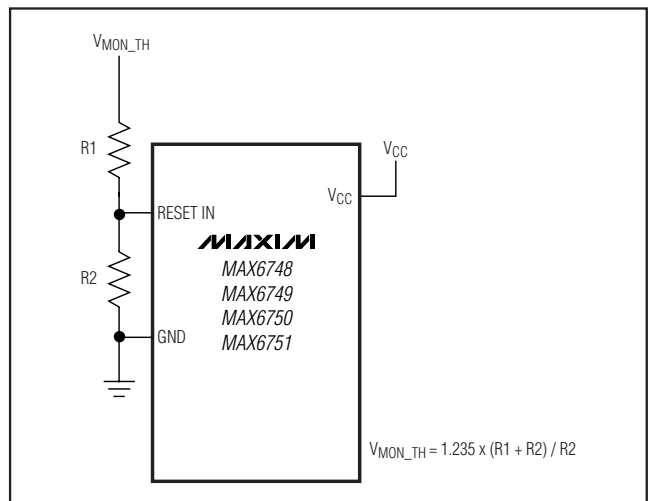 VMON_TH
R1
VCC
VCC
RESET IN
MAXIM
MAX6748
MAX6749
MAX6750
MAX6751
R2
GND
VMON_TH = 1.235 x (R1 + R2) / R2